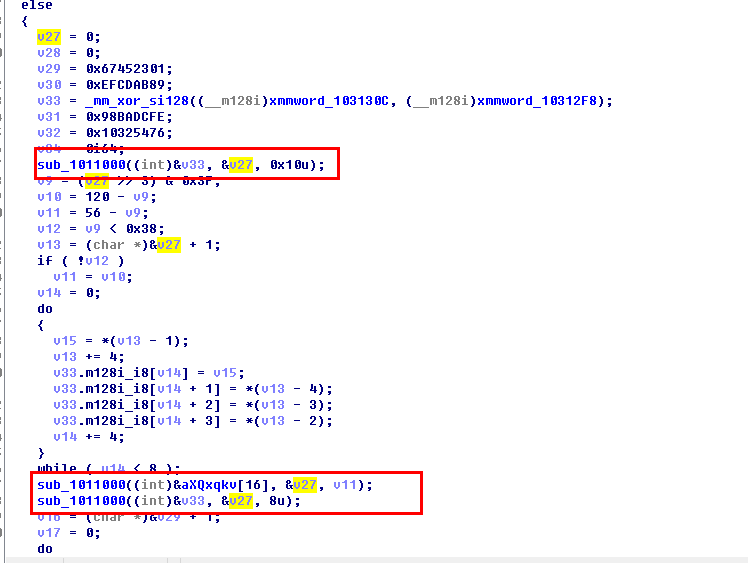 else
{
v27 = 0;
v28 = 0;
v29 = 0x67452301;
v30 = 0xEFCDAB89;
v33 = _mm_xor_si128((__m128i)xmmword_103130C, (__m128i)xmmword_10312F8);
v31 = 0x98BADCFE;
v32 = 0x10325476;
v34 = 0i64;
sub_1011000((int)&v33, &v27, 0x10u);
v9 = (v27 >> 3) & 0x3F;
v10 = 120 - v9;
v11 = 56 - v9;
v12 = v9 < 0x38;
v13 = (char *)&v27 + 1;
if ( !v12 )
v11 = v10;
v14 = 0;
do
{
v15 = *(v13 - 1);
v13 += 4;
v33.m128i_i8[v14] = v15;
v33.m128i_i8[v14 + 1] = *(v13 - 4);
v33.m128i_i8[v14 + 2] = *(v13 - 3);
v33.m128i_i8[v14 + 3] = *(v13 - 2);
v14 += 4;
}
while ( v14 < 8 );
sub_1011000((int)&aXQxqkv[16], &v27, v11);
sub_1011000((int)&v33, &v27, 8u);
v16 = (char *)&v29 + 1;
v17 = 0;
do